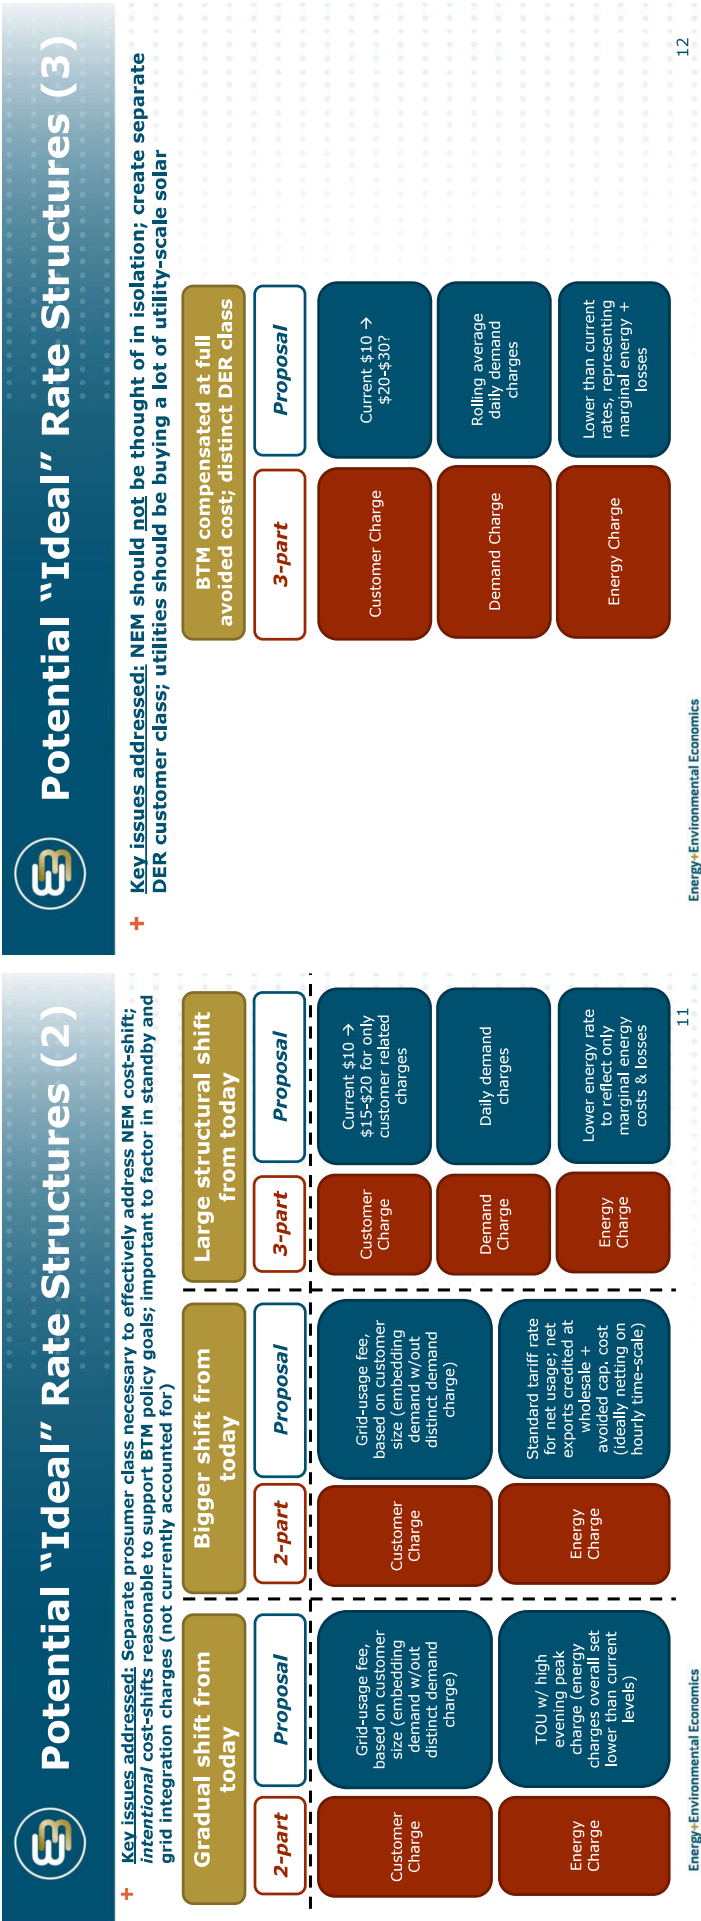 Potential “Ideal” Rate Structures (2)
+ Key issues addressed: Separate prosumer class necessary to effectively address NEM cost-shift;
intentional cost-shifts reasonable to support BTM policy goals; important to factor in standby and
grid integration charges (not currently accounted for)
Gradual shift from
today
2-part
Proposal
Customer
Charge
Grid-usage fee,
based on customer
size (embedding
demand w/out
distinct demand
charge)
Energy
Charge
TOU w/ high
evening peak
charge (energy
charges overall set
lower than current
levels)
Bigger shift from
today
2-part
Proposal
Customer
Charge
Grid-usage fee,
based on customer
size (embedding
demand w/out
distinct demand
charge)
Energy
Charge
Standard tariff rate
for net usage; net
exports credited at
wholesale +
avoided cap. cost
(ideally netting on
hourly time-scale)
Large structural shift
from today
3-part
Proposal
Customer
Charge
Current $10 →
$15-$20 for only
customer related
charges
Demand
Charge
Daily demand
charges
Energy
Charge
Lower energy rate
to reflect only
marginal energy
costs & losses
Energy+Environmental Economics
11
Potential “Ideal” Rate Structures (3)
+ Key issues addressed: NEM should not be thought of in isolation; create separate
DER customer class; utilities should be buying a lot of utility-scale solar
BTM compensated at full
avoided cost; distinct DER class
3-part
Proposal
Customer Charge
Current $10 →
$20-$30?
Demand Charge
Rolling average
daily demand
charges
Energy Charge
Lower than current
rates, representing
marginal energy +
losses
Energy+Environmental Economics
12